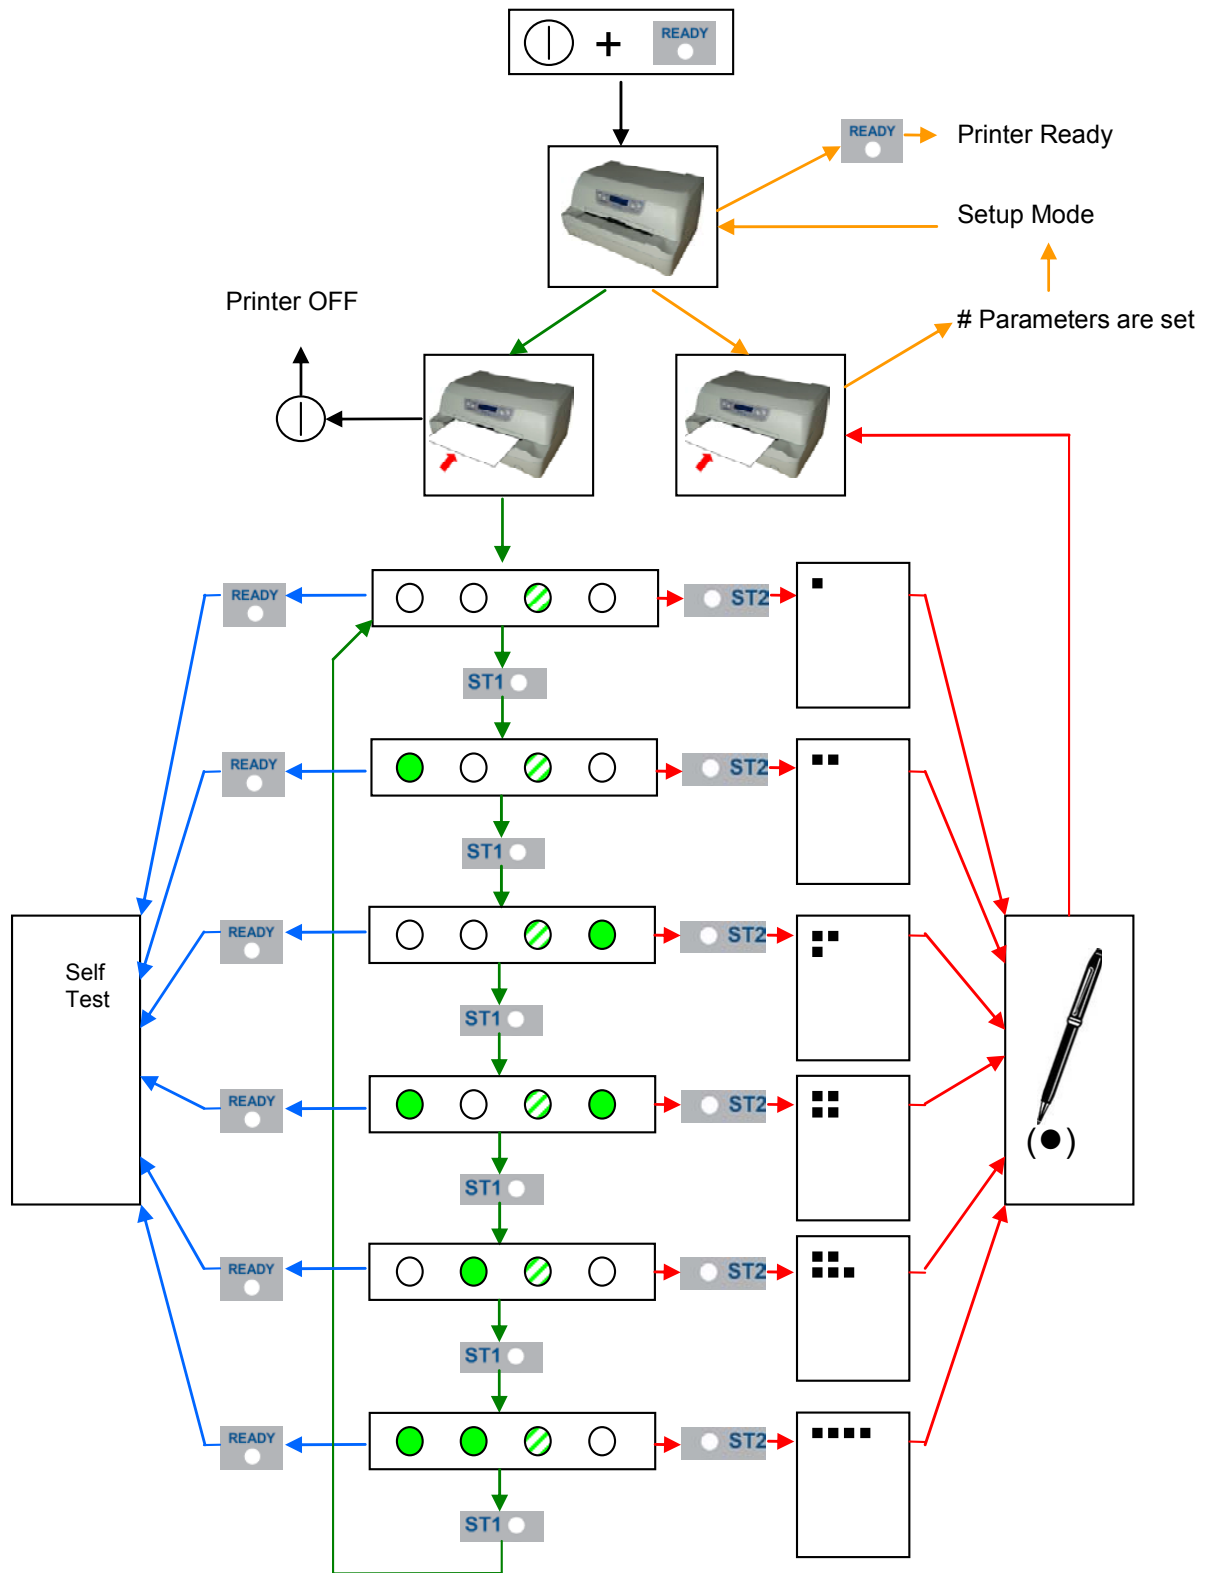 + READY
READY Printer Ready
Setup Mode
Printer OFF
# Parameters are set
READY
ST2
ST1
READY
ST2
ST1
READY
ST2
Self
Test
ST1
READY
ST2
(●)
ST1
READY
ST2
ST1
READY
ST2
ST1